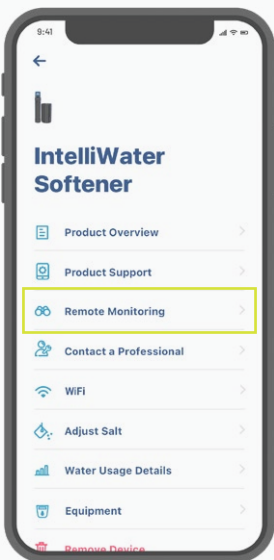 9:41
IntelliWater
Softener
Product Overview
Product Support
Remote Monitoring
Contact a Professional
WiFi
Adjust Salt
Water Usage Details
Equipment
Remove Device